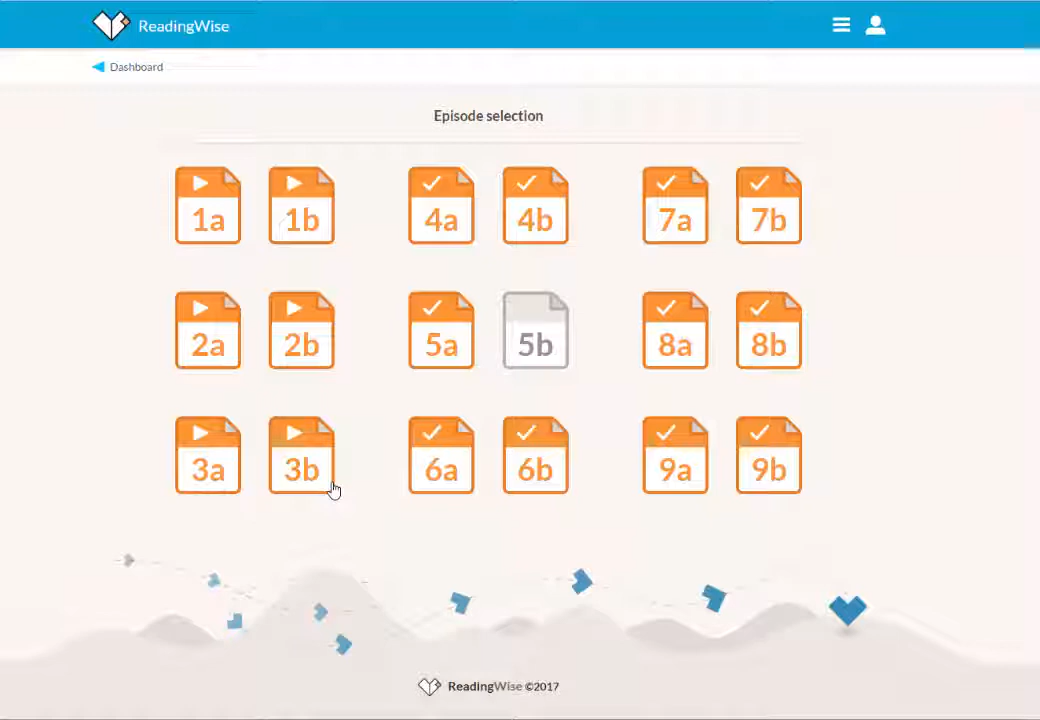 ReadingWise
Dashboard
Episode selection
1a 1b 4a 4b 7a 7b
2a 2b 5a 5b 8a 8b
3a 3b 6a 6b 9a 9b
ReadingWise ©2017